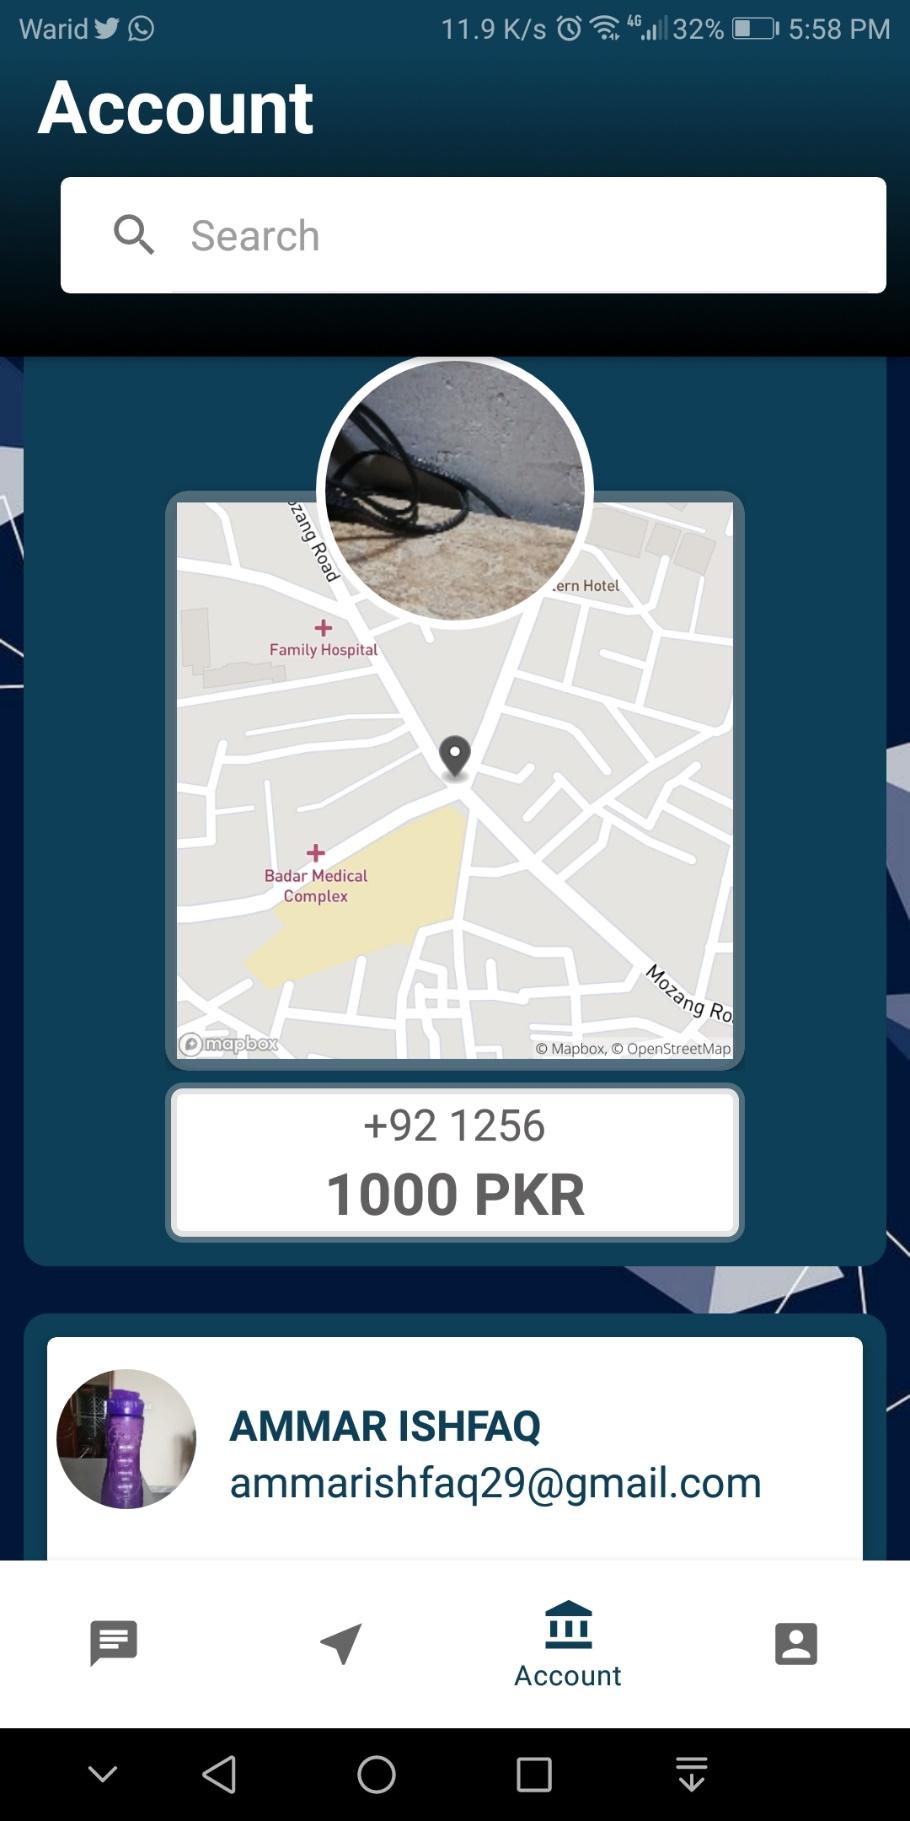 Warid 11.9 K/s 4G 32% 5:58 PM
Account
Search
ozang Road
ern Hotel
Family Hospital
Badar Medical
Complex
Mozang Ro
mapbox © Mapbox, © OpenStreetMap
+92 1256
1000 PKR
AMMAR ISHFAQ
ammarishfaq29@gmail.com
Account